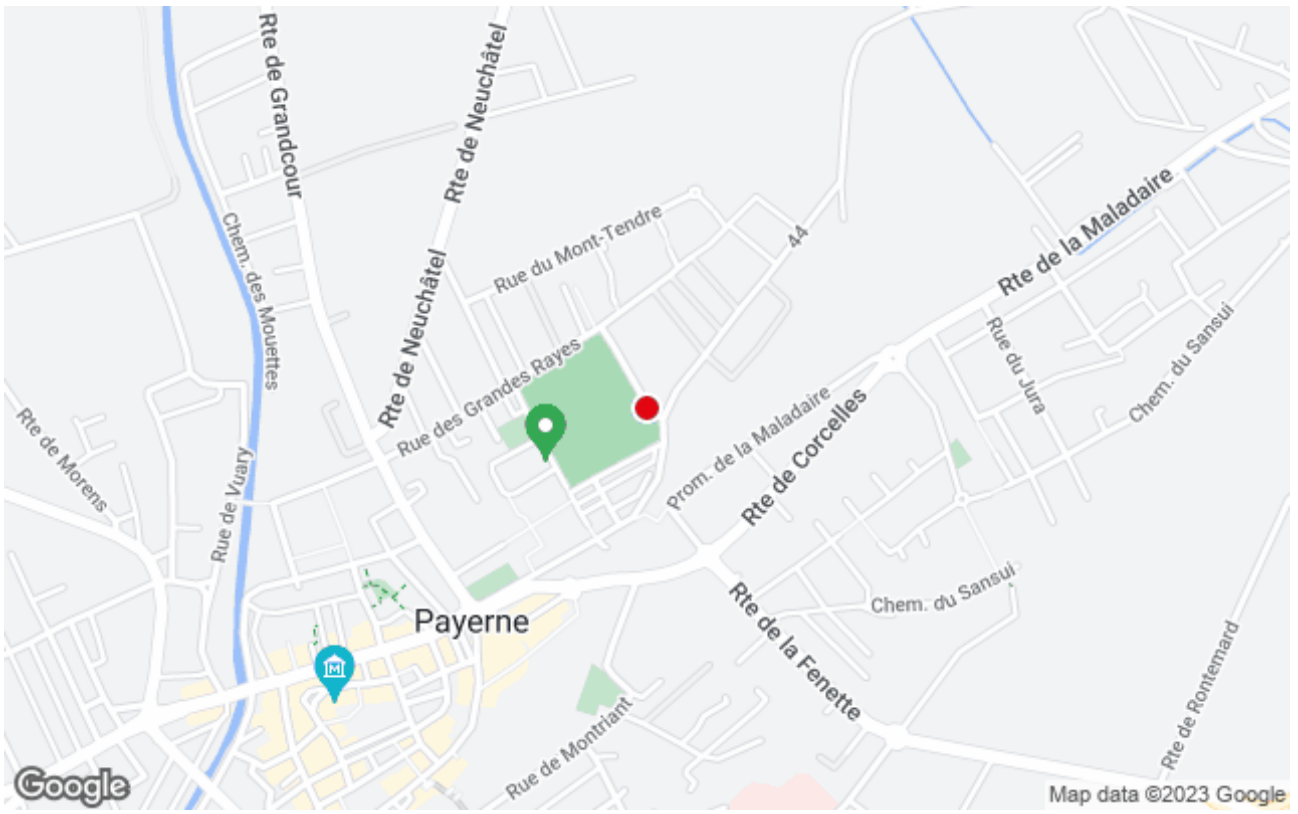 Rte de Grandcour
Rte de Neuchâtel
Rte de la Maladaire
Chem. des Mouettes
Rue du Mont-Tendre
44
Rte de Neuchâtel
Rue des Grandes Rayes
Rue du Jura
Chem. du Sansui
Rte de Morens
Rue de Vuary
Prom. de la Maladaire
Rte de Corcelles
Chem. du Sansui
Payerne
Rte de la Fenette
Rte de Rontemard
M
Rue de Montriant
Google
Map data ©2023 Google